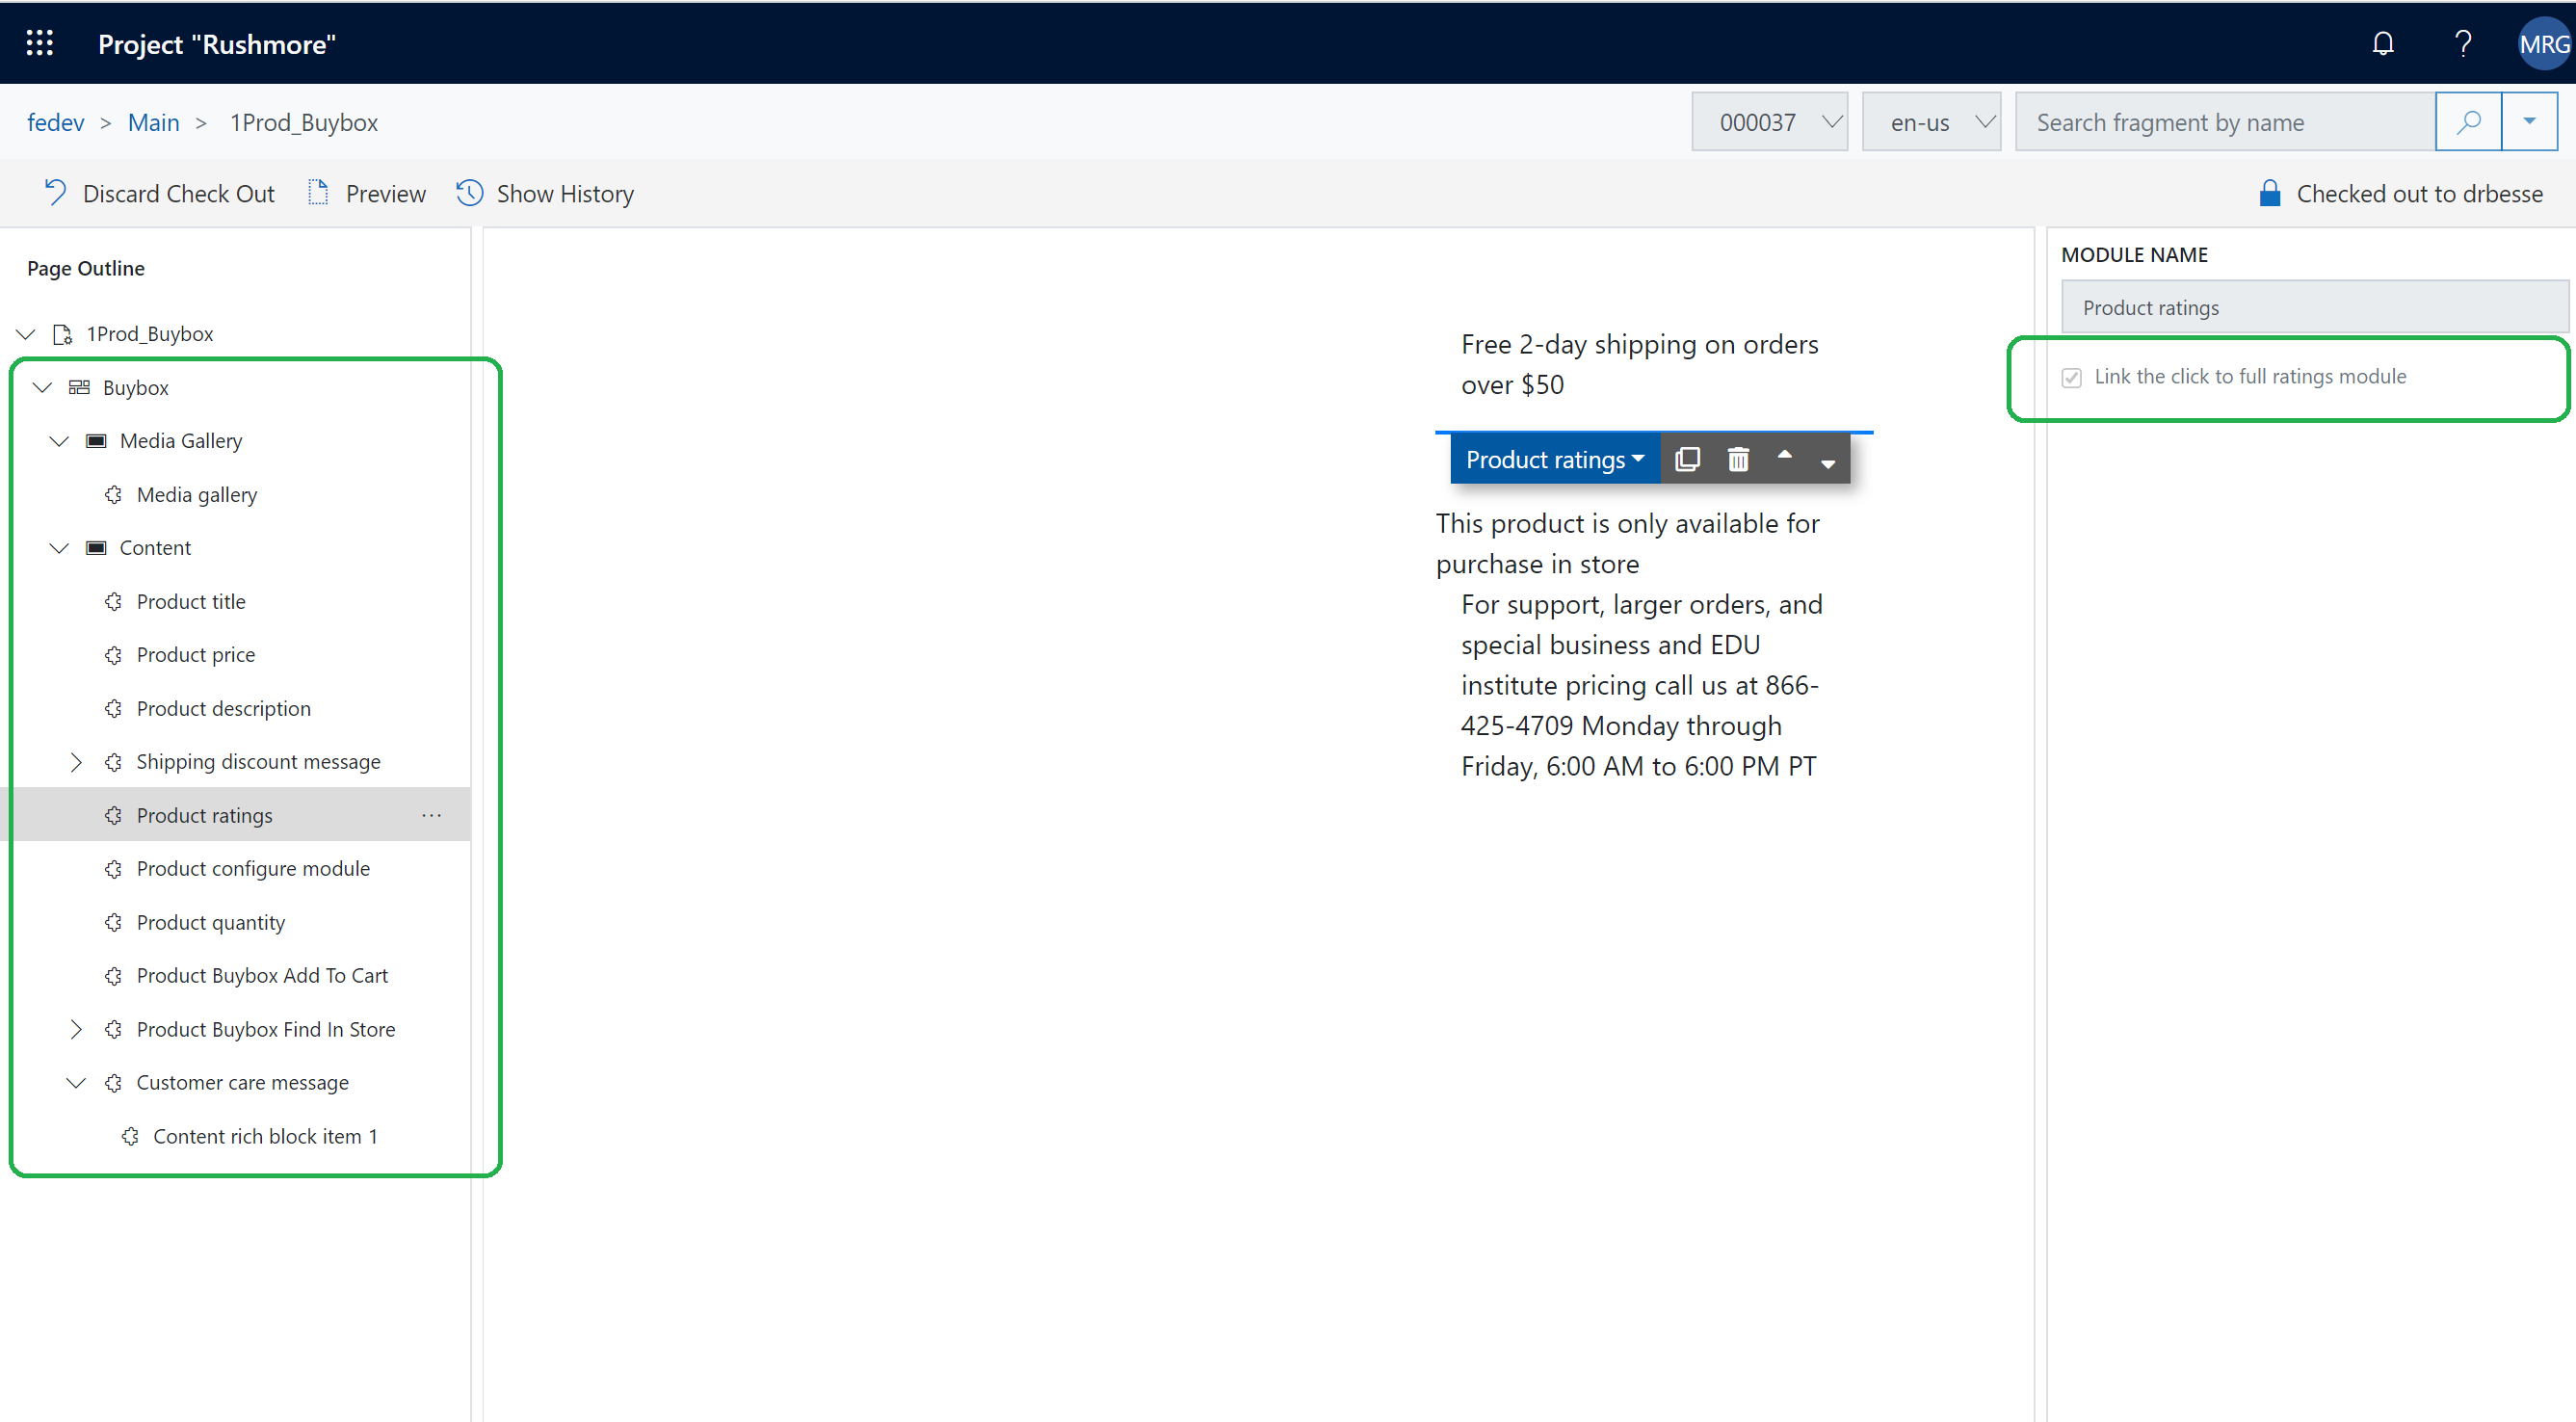 Project "Rushmore"
MRG
fedev > Main > 1Prod_Buybox
000037
en-us
Search fragment by name
Discard Check Out
Preview
Show History
Checked out to drbesse
Page Outline
1Prod_Buybox
Buybox
Media Gallery
Media gallery
Content
Product title
Product price
Product description
Shipping discount message
Product ratings
Product configure module
Product quantity
Product Buybox Add To Cart
Product Buybox Find In Store
Customer care message
Content rich block item 1
Free 2-day shipping on orders
over $50
Product ratings
This product is only available for
purchase in store
For support, larger orders, and
special business and EDU
institute pricing call us at 866-
425-4709 Monday through
Friday, 6:00 AM to 6:00 PM PT
MODULE NAME
Product ratings
Link the click to full ratings module